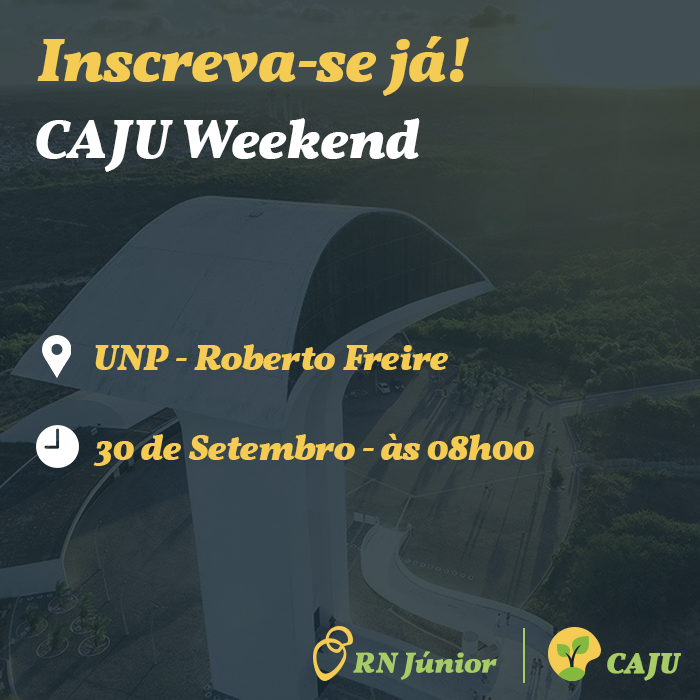 Inscreva-se já!
CAJU Weekend
UNP - Roberto Freire
30 de Setembro - às 08h00
RN Júnior
CAJU